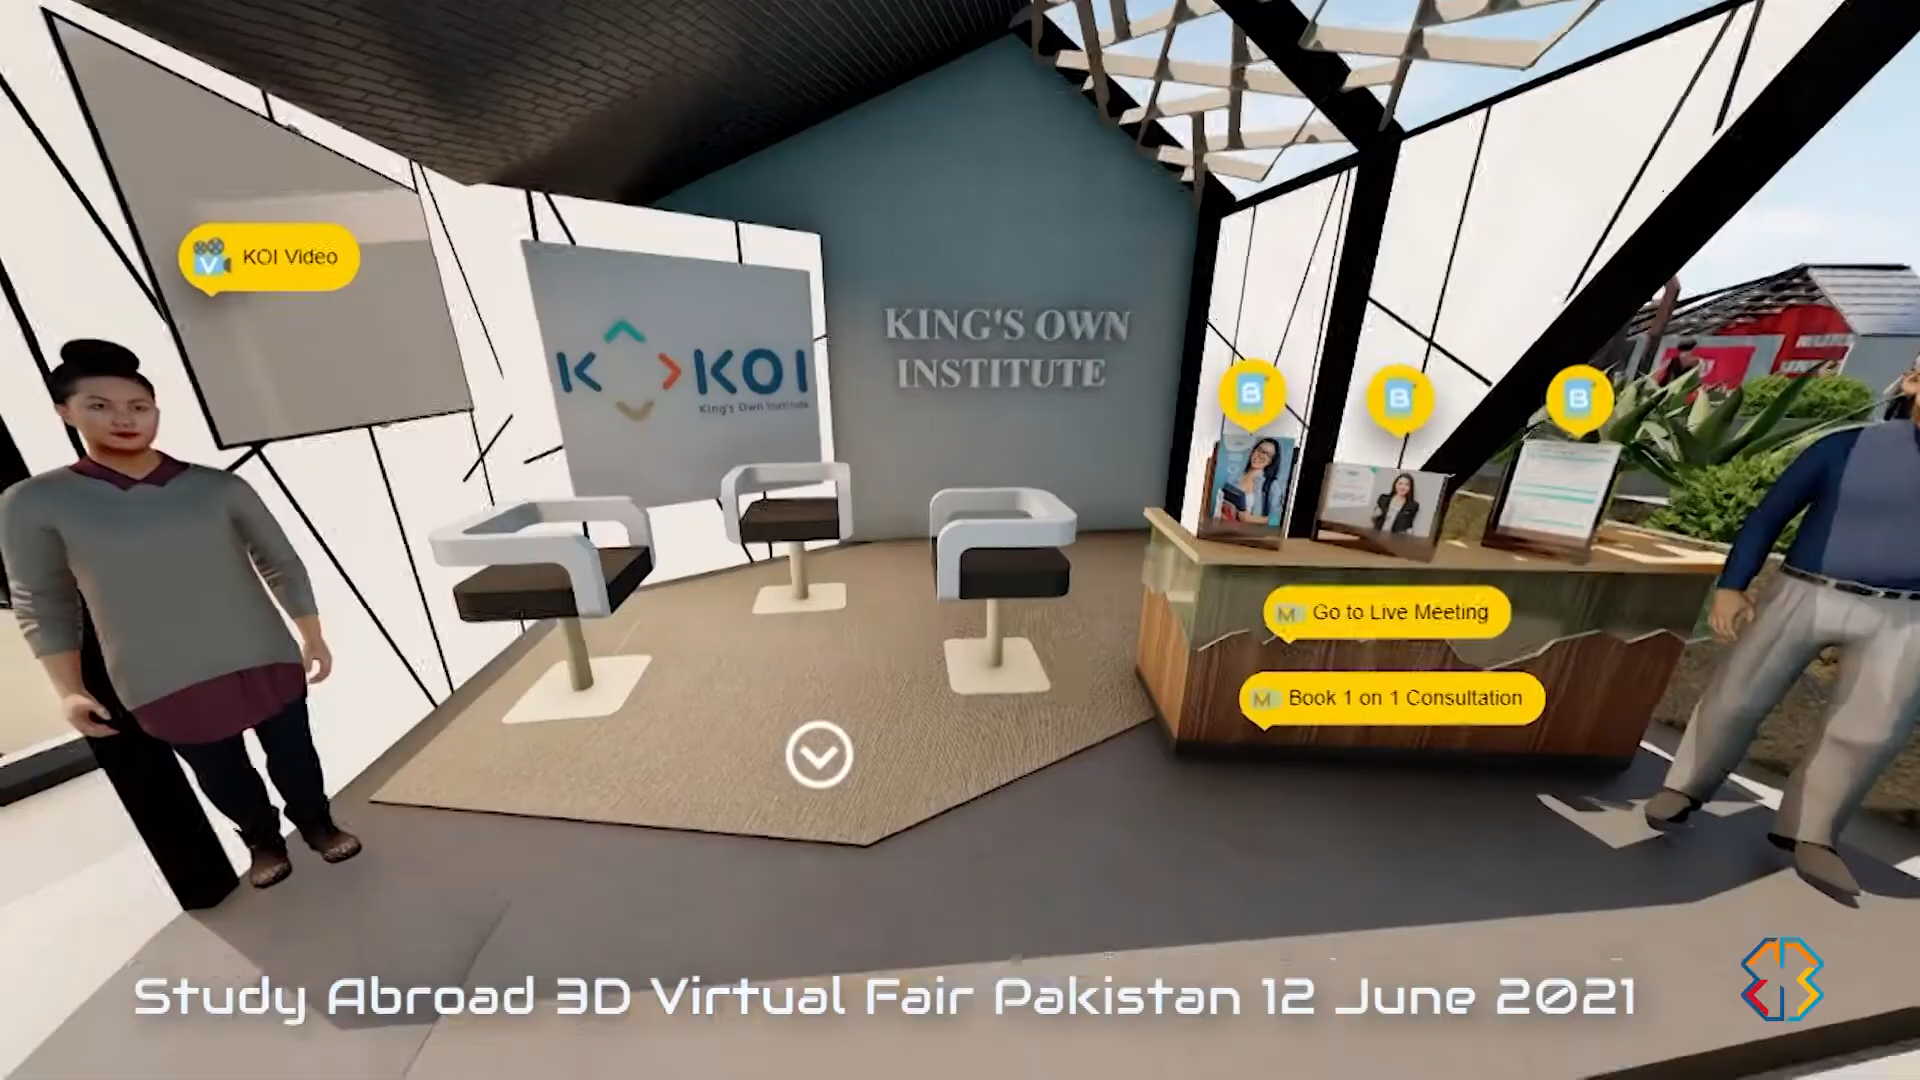 KOI Video
K
KOI
King's Own Institute
KING'S OWN
INSTITUTE
B
B
B
M Go to Live Meeting
M Book 1 on 1 Consultation
Study Abroad 3D Virtual Fair Pakistan 12 June 2021